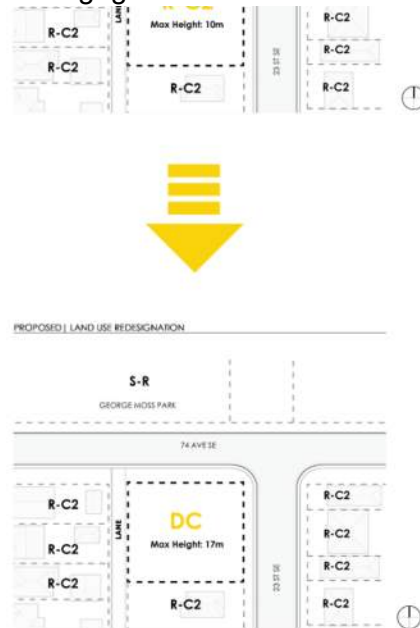 R-C2
Max Height: 10m
LANE
R-C2
R-C2
R-C2
R-C2
R-C2
R-C2
23 ST SE
PROPOSED | LAND USE REDESIGNATION
S-R
GEORGE MOSS PARK
74 AVE SE
R-C2
R-C2
R-C2
LANE
DC
Max Height: 17m
R-C2
23 ST SE
R-C2
R-C2
R-C2
R-C2